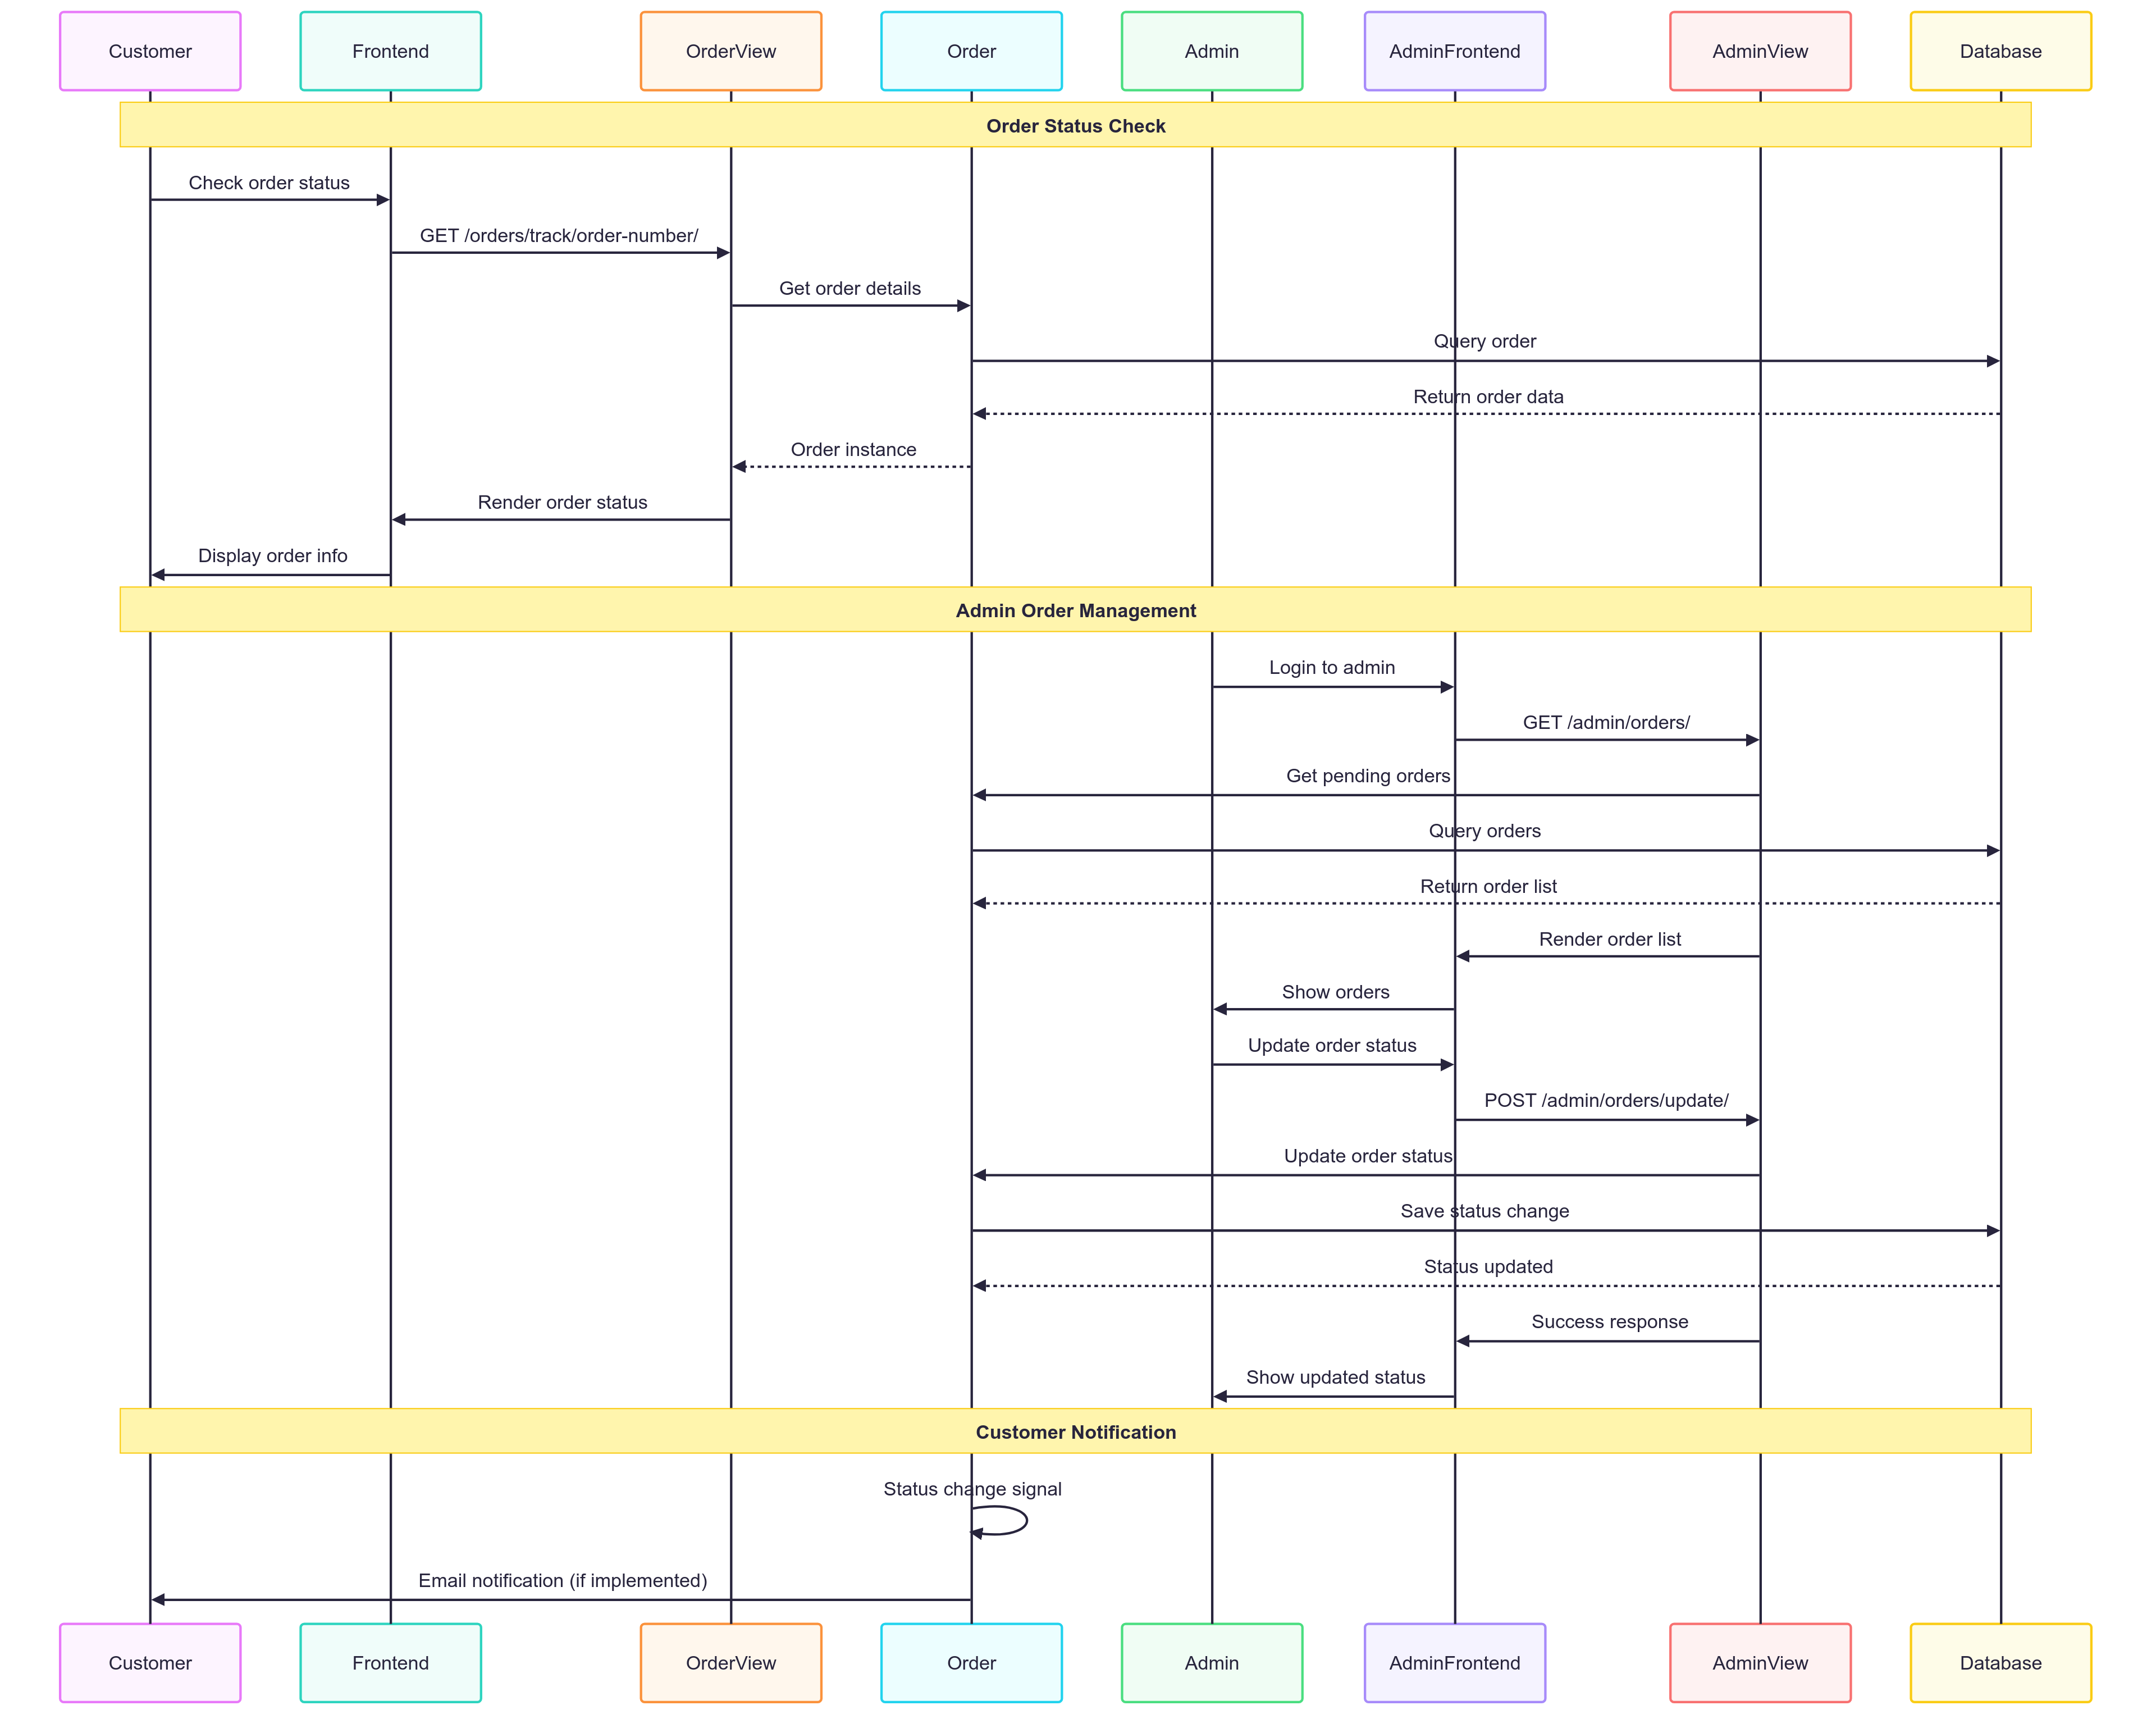 Customer
Frontend
OrderView
Order
Admin
AdminFrontend
AdminView
Database
Order Status Check
Check order status
GET /orders/track/order-number/
Get order details
Query order
Return order data
Order instance
Render order status
Display order info
Admin Order Management
Login to admin
GET /admin/orders/
Get pending orders
Query orders
Return order list
Render order list
Show orders
Update order status
POST /admin/orders/update/
Update order status
Save status change
Status updated
Success response
Show updated status
Customer Notification
Status change signal
Email notification (if implemented)
Customer
Frontend
OrderView
Order
Admin
AdminFrontend
AdminView
Database